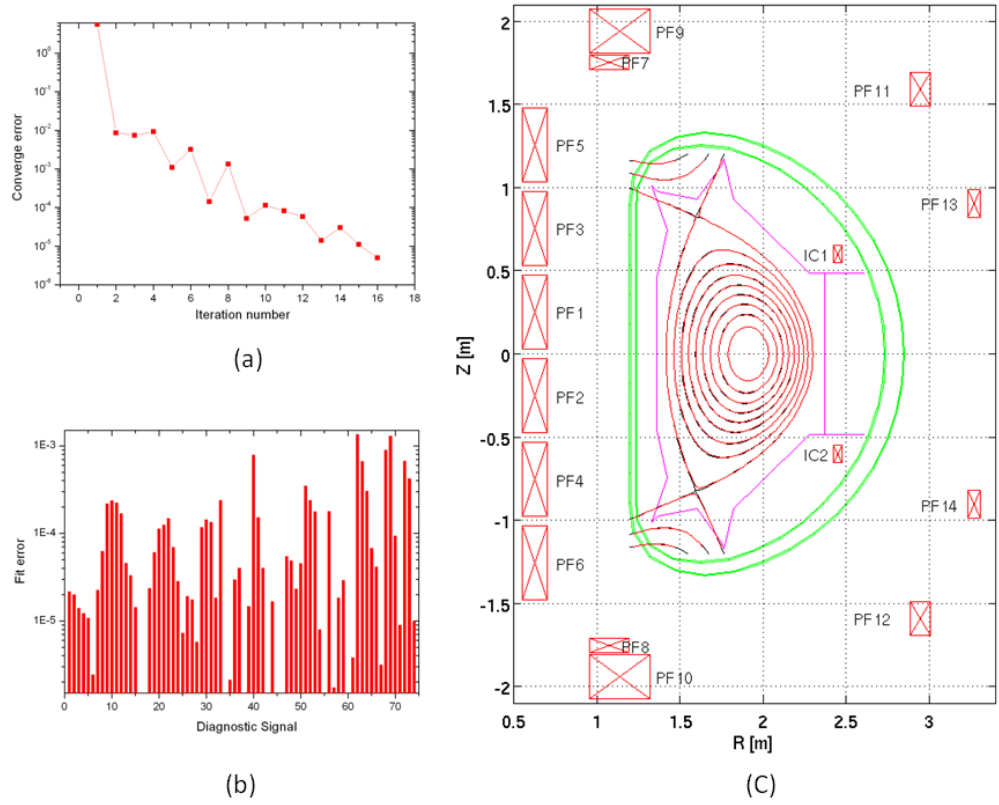 10⁰
10⁻¹
10⁻²
10⁻³
10⁻⁴
10⁻⁵
10⁻⁶
Converge error
0 2 4 6 8 10 12 14 16 18
Iteration number
(a)
1E-3
1E-4
1E-5
Fit error
0 10 20 30 40 50 60 70
Diagnostic Signal
(b)
2
1.5
1
0.5
0
-0.5
-1
-1.5
-2
Z [m]
PF9
PF7
PF11
PF5
PF13
PF3
IC1
PF1
PF2
IC2
PF4
PF14
PF6
PF12
PF8
PF10
0.5 1 1.5 2 2.5 3
R [m]
(C)